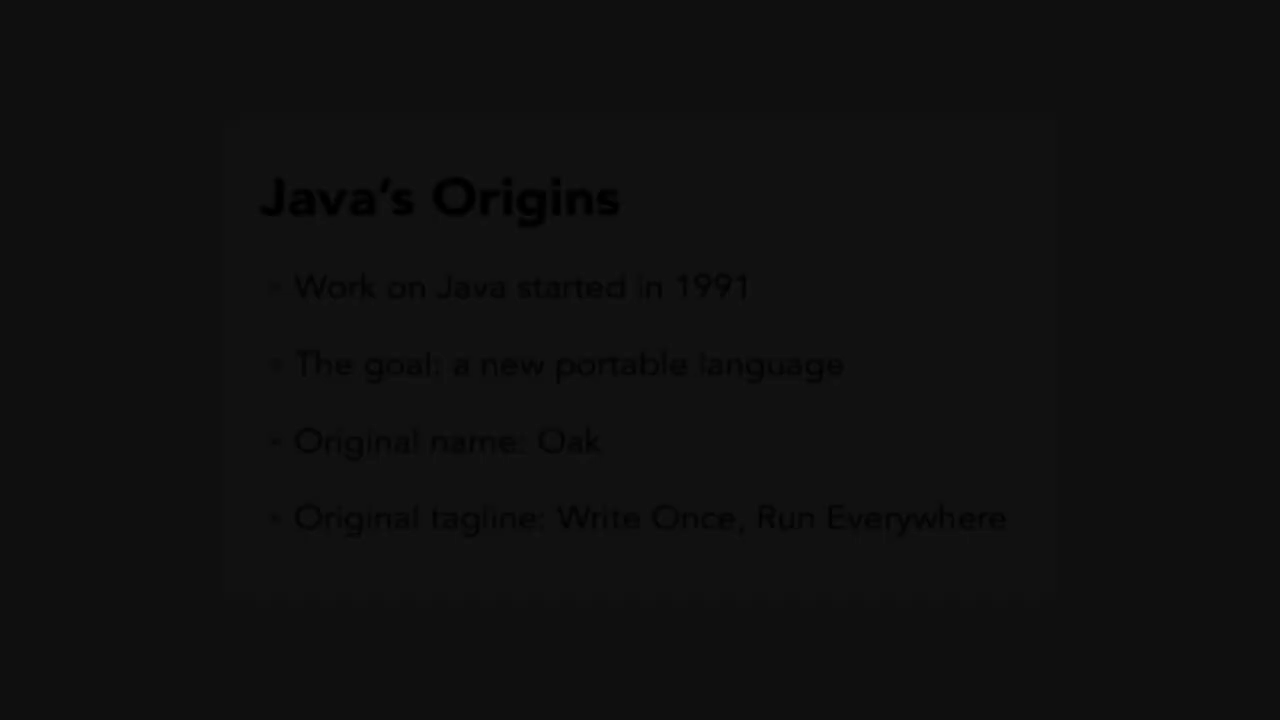 Java’s Origins
• Work on Java started in 1991
• The goal: a new portable language
• Original name: Oak
• Original tagline: Write Once, Run Everywhere